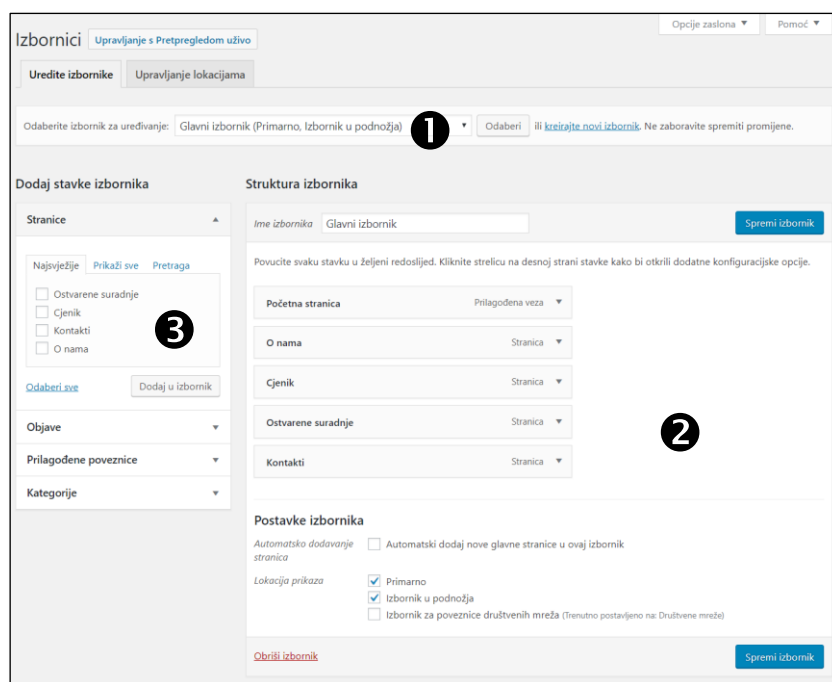 Opcije zaslona ▼ Pomoć ▼
Izbornici Upravljanje s Pretpregledom uživo
Uredite izbornike Upravljanje lokacijama
Odaberite izbornik za uređivanje: Glavni izbornik (Primarno, Izbornik u podnožja) ❶ ▼ Odaberi ili kreirajte novi izbornik. Ne zaboravite spremiti promijene.
Dodaj stavke izbornika
Stranice ▲
Najsvježije Prikaži sve Pretraga
Ostvarene suradnje
Cjenik
Kontakti
O nama
❸
Odaberi sve Dodaj u izbornik
Objave ▼
Prilagođene poveznice ▼
Kategorije ▼
Struktura izbornika
Ime izbornika Glavni izbornik Spremi izbornik
Povucite svaku stavku u željeni redoslijed. Kliknite strelicu na desnoj strani stavke kako bi otkrili dodatne konfiguracijske opcije.
Početna stranica Prilagođena veza ▼
O nama Stranica ▼
Cjenik Stranica ▼
Ostvarene suradnje Stranica ▼
Kontakti Stranica ▼
❷
Postavke izbornika
Automatsko dodavanje
stranica
Automatski dodaj nove glavne stranice u ovaj izbornik
Lokacija prikaza Primarno
Izbornik u podnožja
Izbornik za poveznice društvenih mreža (Trenutno postavljeno na: Društvene mreže)
Obriši izbornik Spremi izbornik